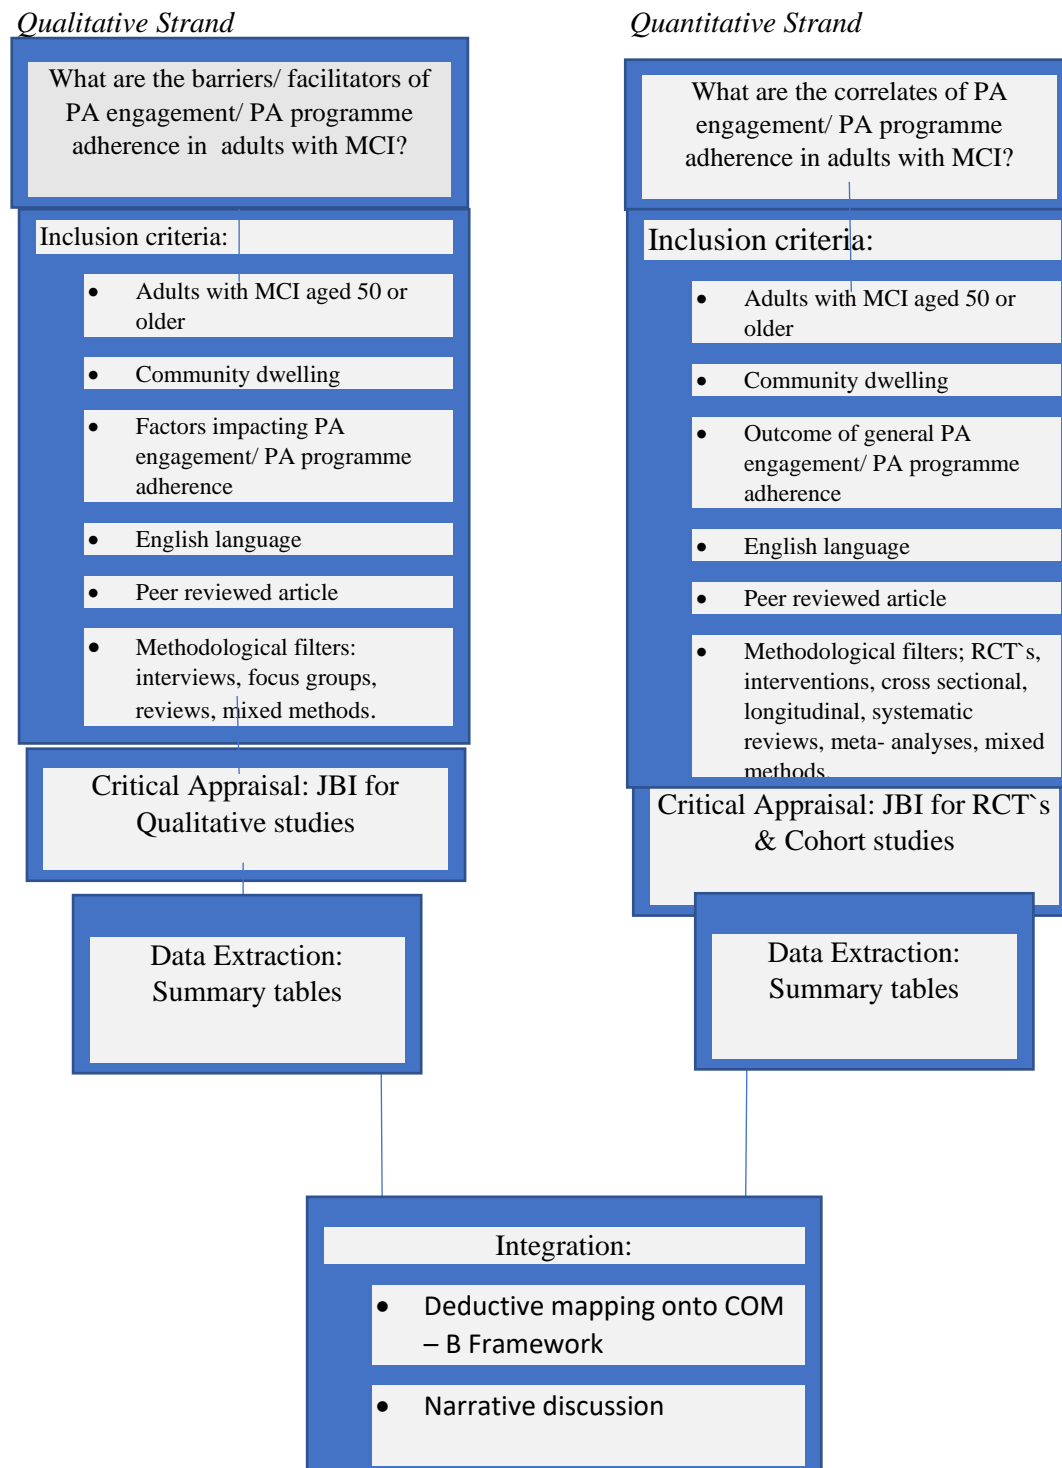 Qualitative Strand
What are the barriers/ facilitators of
PA engagement/ PA programme
adherence in adults with MCI?
Inclusion criteria:
• Adults with MCI aged 50 or
older
• Community dwelling
• Factors impacting PA
engagement/ PA programme
adherence
• English language
• Peer reviewed article
• Methodological filters:
interviews, focus groups,
reviews, mixed methods.
Critical Appraisal: JBI for
Qualitative studies
Data Extraction:
Summary tables
Quantitative Strand
What are the correlates of PA
engagement/ PA programme
adherence in adults with MCI?
Inclusion criteria:
• Adults with MCI aged 50 or
older
• Community dwelling
• Outcome of general PA
engagement/ PA programme
adherence
• English language
• Peer reviewed article
• Methodological filters; RCT`s,
interventions, cross sectional,
longitudinal, systematic
reviews, meta- analyses, mixed
methods.
Critical Appraisal: JBI for RCT`s
& Cohort studies
Data Extraction:
Summary tables
Integration:
• Deductive mapping onto COM
– B Framework
• Narrative discussion